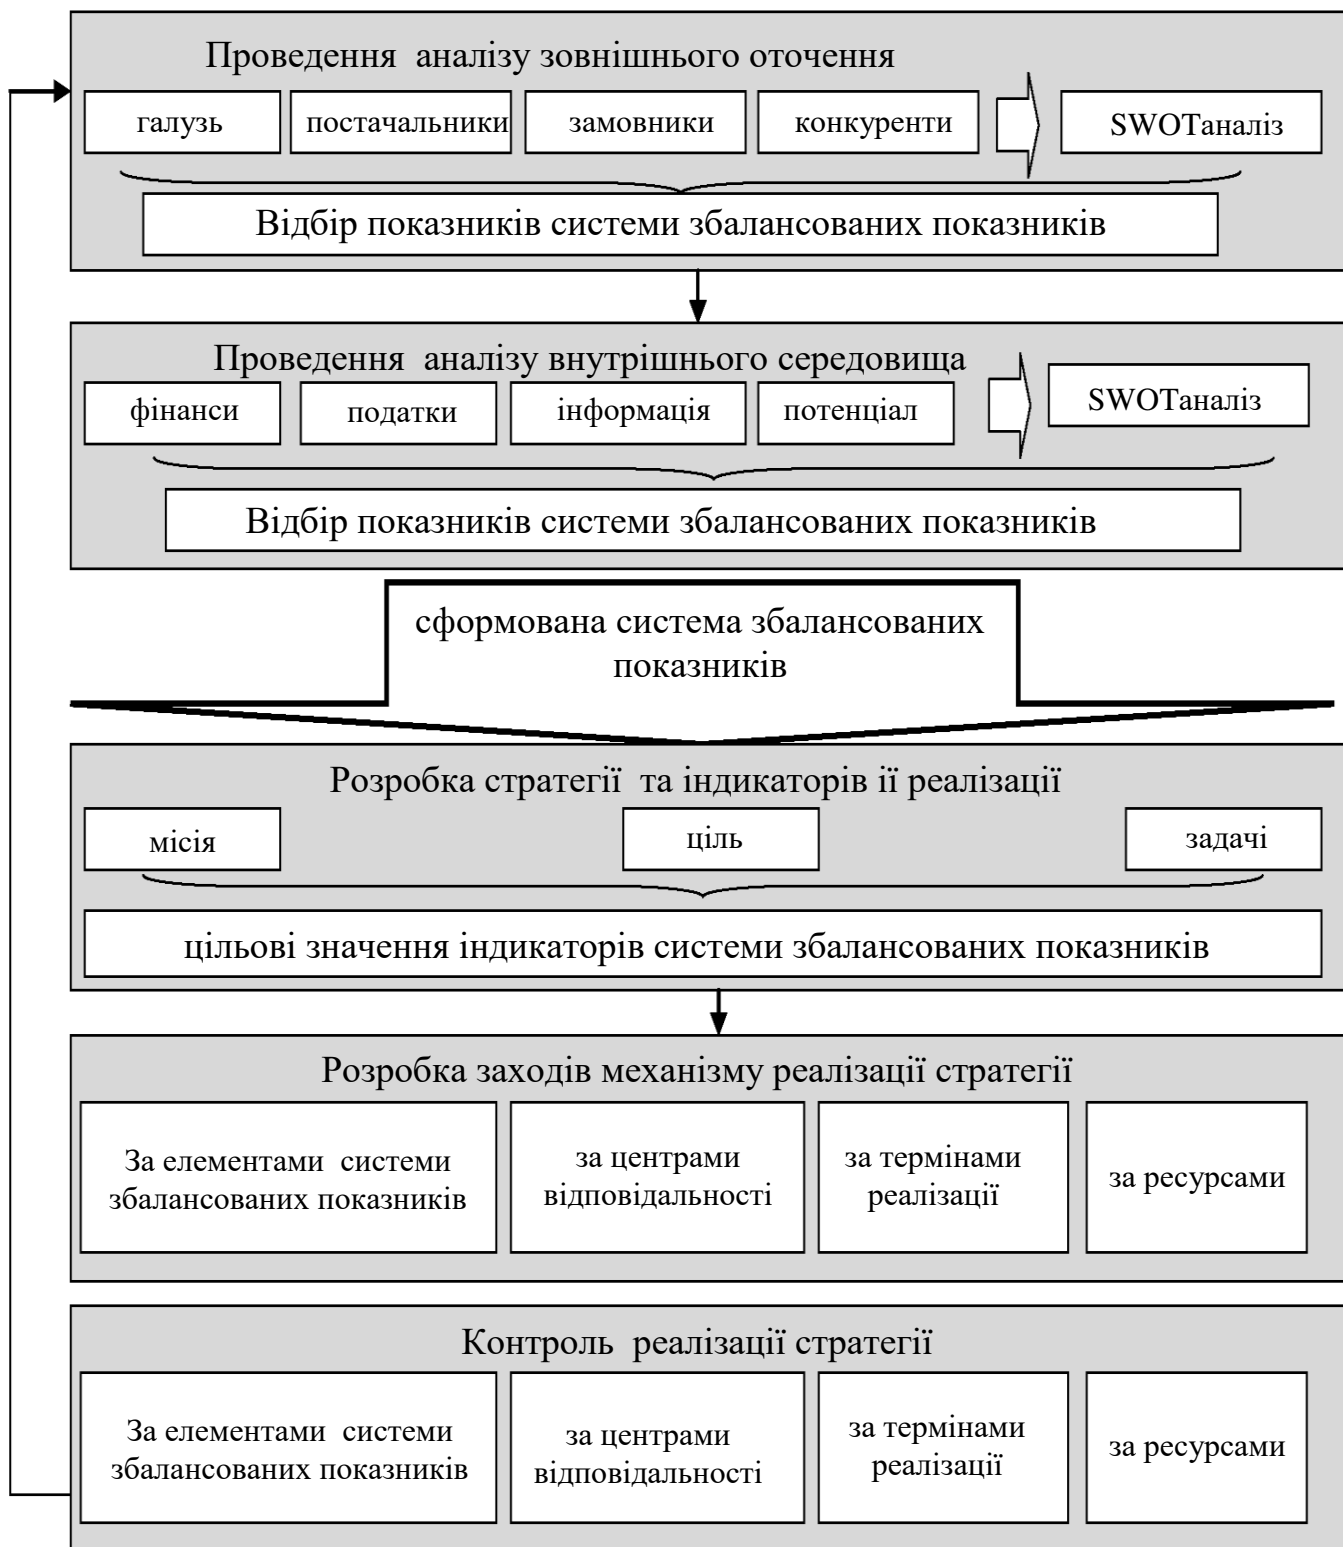 Проведення аналізу зовнішнього оточення
галузь
постачальники
замовники
конкуренти
SWOTаналіз
Відбір показників системи збалансованих показників
Проведення аналізу внутрішнього середовища
фінанси
податки
інформація
потенціал
SWOTаналіз
Відбір показників системи збалансованих показників
сформована система збалансованих
показників
Розробка стратегії та індикаторів ії реалізації
місія
ціль
задачі
цільові значення індикаторів системи збалансованих показників
Розробка заходів механізму реалізації стратегії
За елементами системи
збалансованих показників
за центрами
відповідальності
за термінами
реалізації
за ресурсами
Контроль реалізації стратегії
За елементами системи
збалансованих показників
за центрами
відповідальності
за термінами
реалізації
за ресурсами